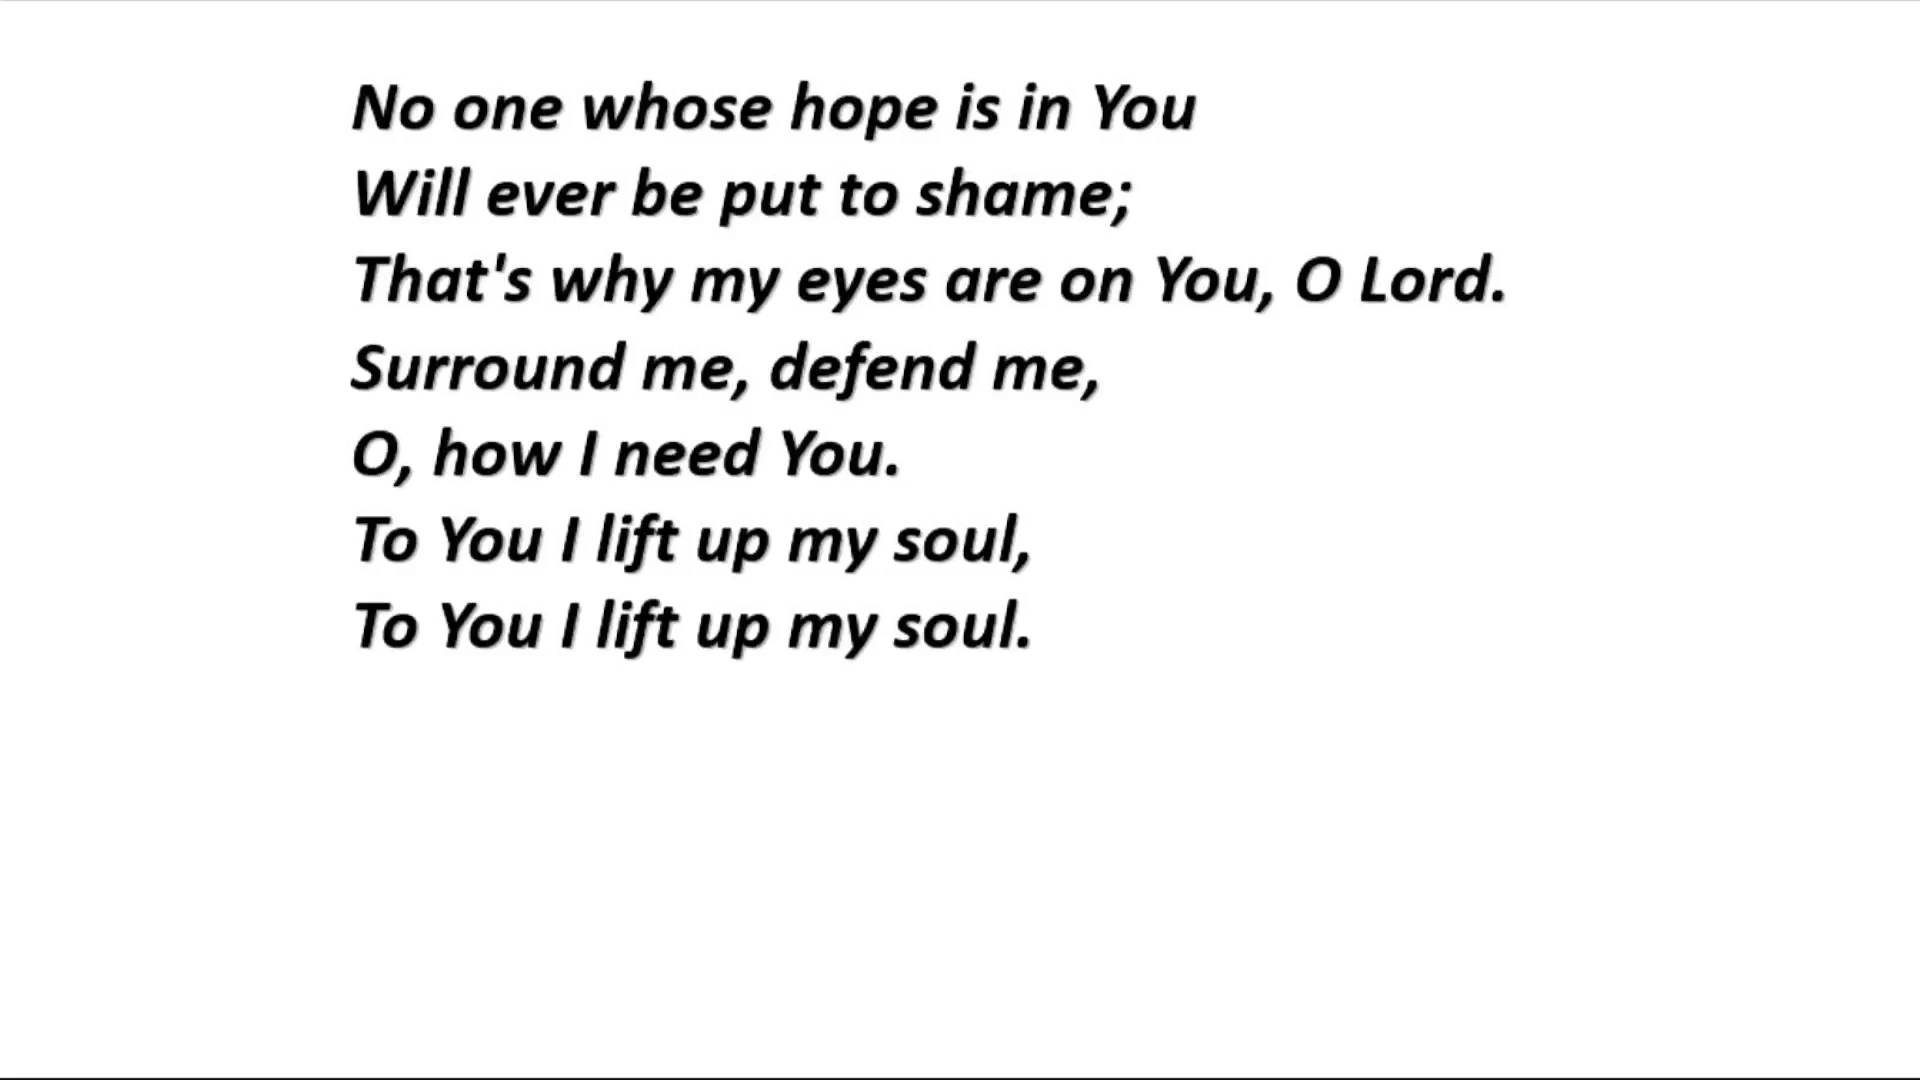 No one whose hope is in You
Will ever be put to shame;
That's why my eyes are on You, O Lord.
Surround me, defend me,
O, how I need You.
To You I lift up my soul,
To You I lift up my soul.